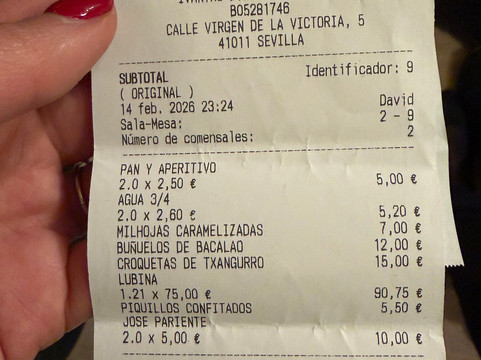 B05281746
CALLE VIRGEN DE LA VICTORIA, 5
41011 SEVILLA
SUBTOTAL Identificador: 9
( ORIGINAL )
14 feb. 2026 23:24 David
Sala-Mesa: 2 - 9
Número de comensales: 2
PAN Y APERITIVO
2.0 x 2,50 € 5,00 €
AGUA 3/4
2.0 x 2,60 € 5,20 €
MILHOJAS CARAMELIZADAS 7,00 €
BUÑUELOS DE BACALAO 12,00 €
CROQUETAS DE TXANGURRO 15,00 €
LUBINA
1.21 x 75,00 € 90,75 €
PIQUILLOS CONFITADOS 5,50 €
JOSE PARIENTE
2.0 x 5,00 € 10,00 €